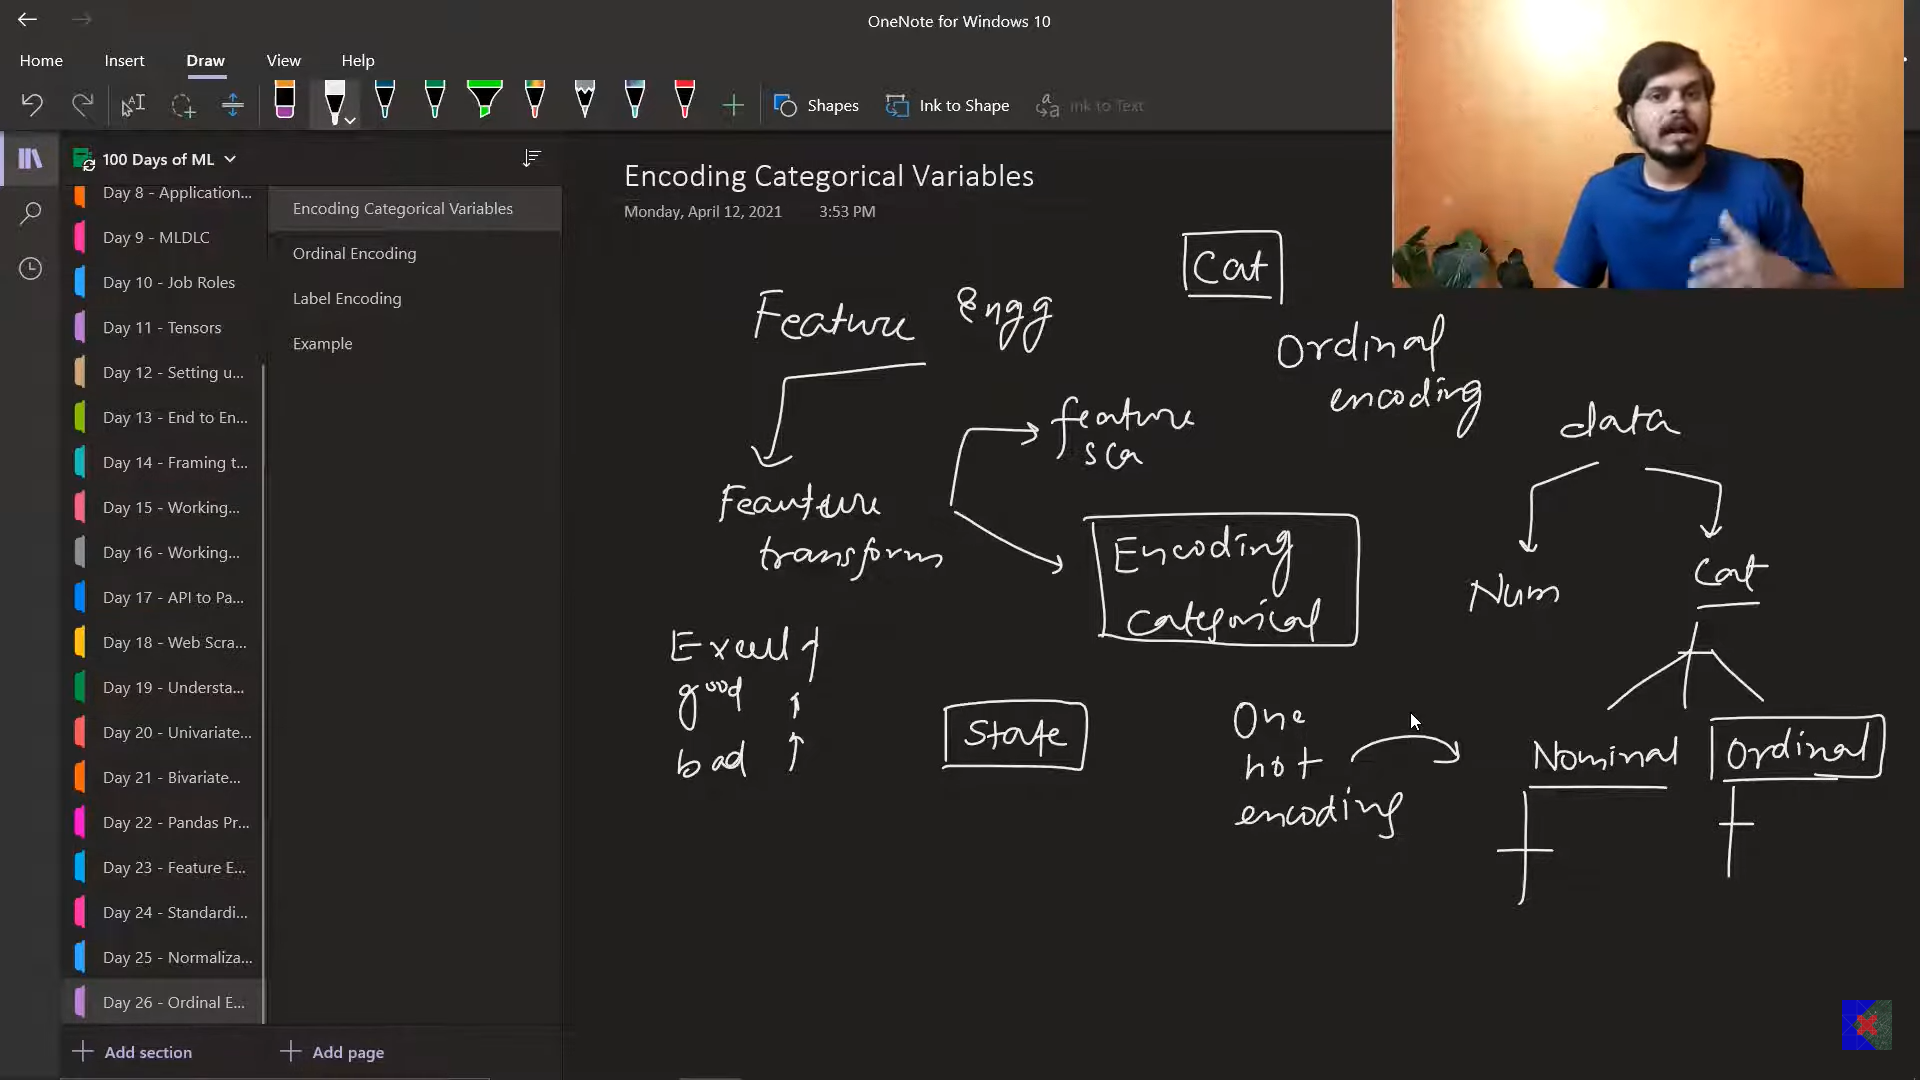 OneNote for Windows 10
Home Insert Draw View Help
Shapes Ink to Shape Ink to Text
100 Days of ML
Day 8 - Application...
Day 9 - MLDLC
Day 10 - Job Roles
Day 11 - Tensors
Day 12 - Setting u...
Day 13 - End to En...
Day 14 - Framing t...
Day 15 - Working...
Day 16 - Working...
Day 17 - API to Pa...
Day 18 - Web Scra...
Day 19 - Understa...
Day 20 - Univariate...
Day 21 - Bivariate...
Day 22 - Pandas Pr...
Day 23 - Feature E...
Day 24 - Standardi...
Day 25 - Normaliza...
Day 26 - Ordinal E...
Add section
Encoding Categorical Variables
Ordinal Encoding
Label Encoding
Example
Add page
Encoding Categorical Variables
Monday, April 12, 2021 3:53 PM
Cat
Feature Engg
Ordinal
encoding
feature
sca
data
Feauture
transform
Encoding
Categorical
Num
Cat
Excell
good
bad
State
One
hot
encoding
Nominal
Ordinal